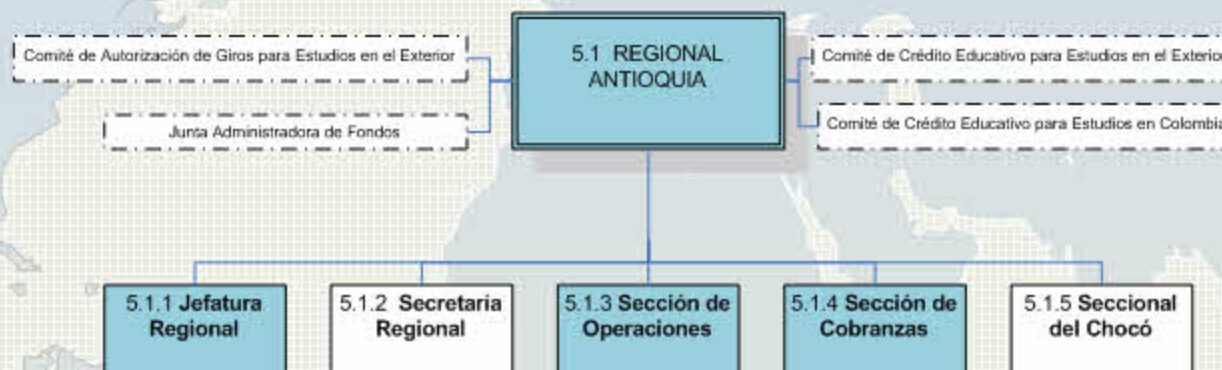 Comité de Autorización de Giros para Estudios en el Exterior
Junta Administradora de Fondos
5.1 REGIONAL
ANTIOQUIA
Comité de Crédito Educativo para Estudios en el Exterior
Comité de Crédito Educativo para Estudios en Colombia
5.1.1 Jefatura
Regional
5.1.2 Secretaria
Regional
5.1.3 Sección de
Operaciones
5.1.4 Sección de
Cobranzas
5.1.5 Seccional
del Chocó